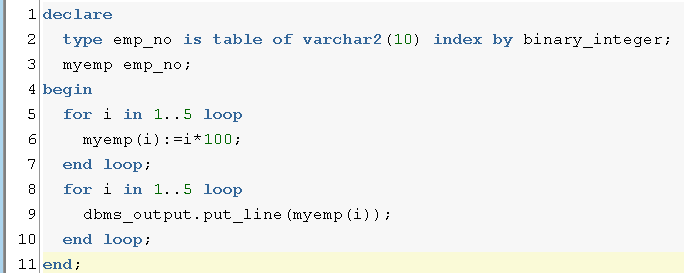 1 declare
2   type emp_no is table of varchar2(10) index by binary_integer;
3   myemp emp_no;
4 begin
5   for i in 1..5 loop
6     myemp(i):=i*100;
7   end loop;
8   for i in 1..5 loop
9     dbms_output.put_line(myemp(i));
10   end loop;
11 end;